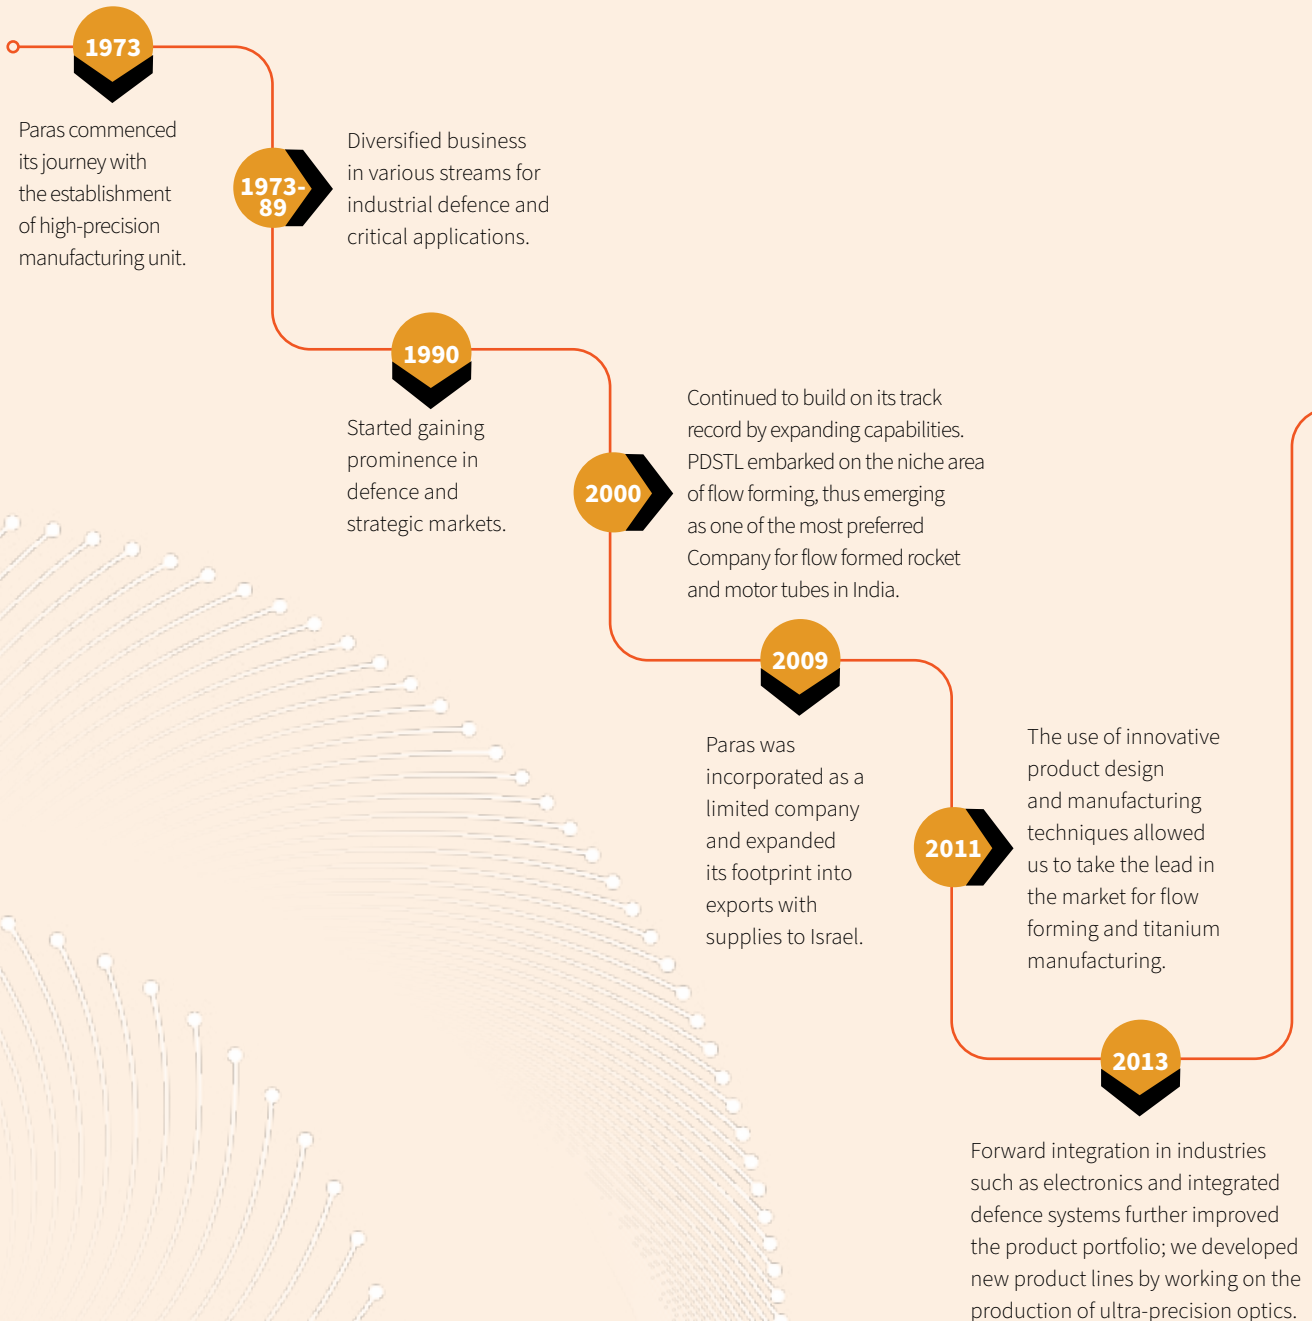 1973
Paras commenced
its journey with
the establishment
of high-precision
manufacturing unit.
1973-
89
Diversified business
in various streams for
industrial defence and
critical applications.
1990
Started gaining
prominence in
defence and
strategic markets.
2000
Continued to build on its track
record by expanding capabilities.
PDSTL embarked on the niche area
of flow forming, thus emerging
as one of the most preferred
Company for flow formed rocket
and motor tubes in India.
2009
Paras was
incorporated as a
limited company
and expanded
its footprint into
exports with
supplies to Israel.
2011
The use of innovative
product design
and manufacturing
techniques allowed
us to take the lead in
the market for flow
forming and titanium
manufacturing.
2013
Forward integration in industries
such as electronics and integrated
defence systems further improved
the product portfolio; we developed
new product lines by working on the
production of ultra-precision optics.